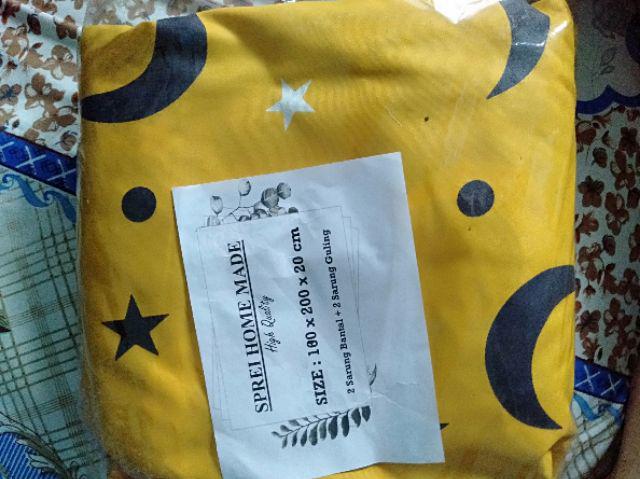 SPREI HOME MADE
High Quality
SIZE : 180 x 200 x 20 cm
2 Sarung Bantal + 2 Sarung Guling